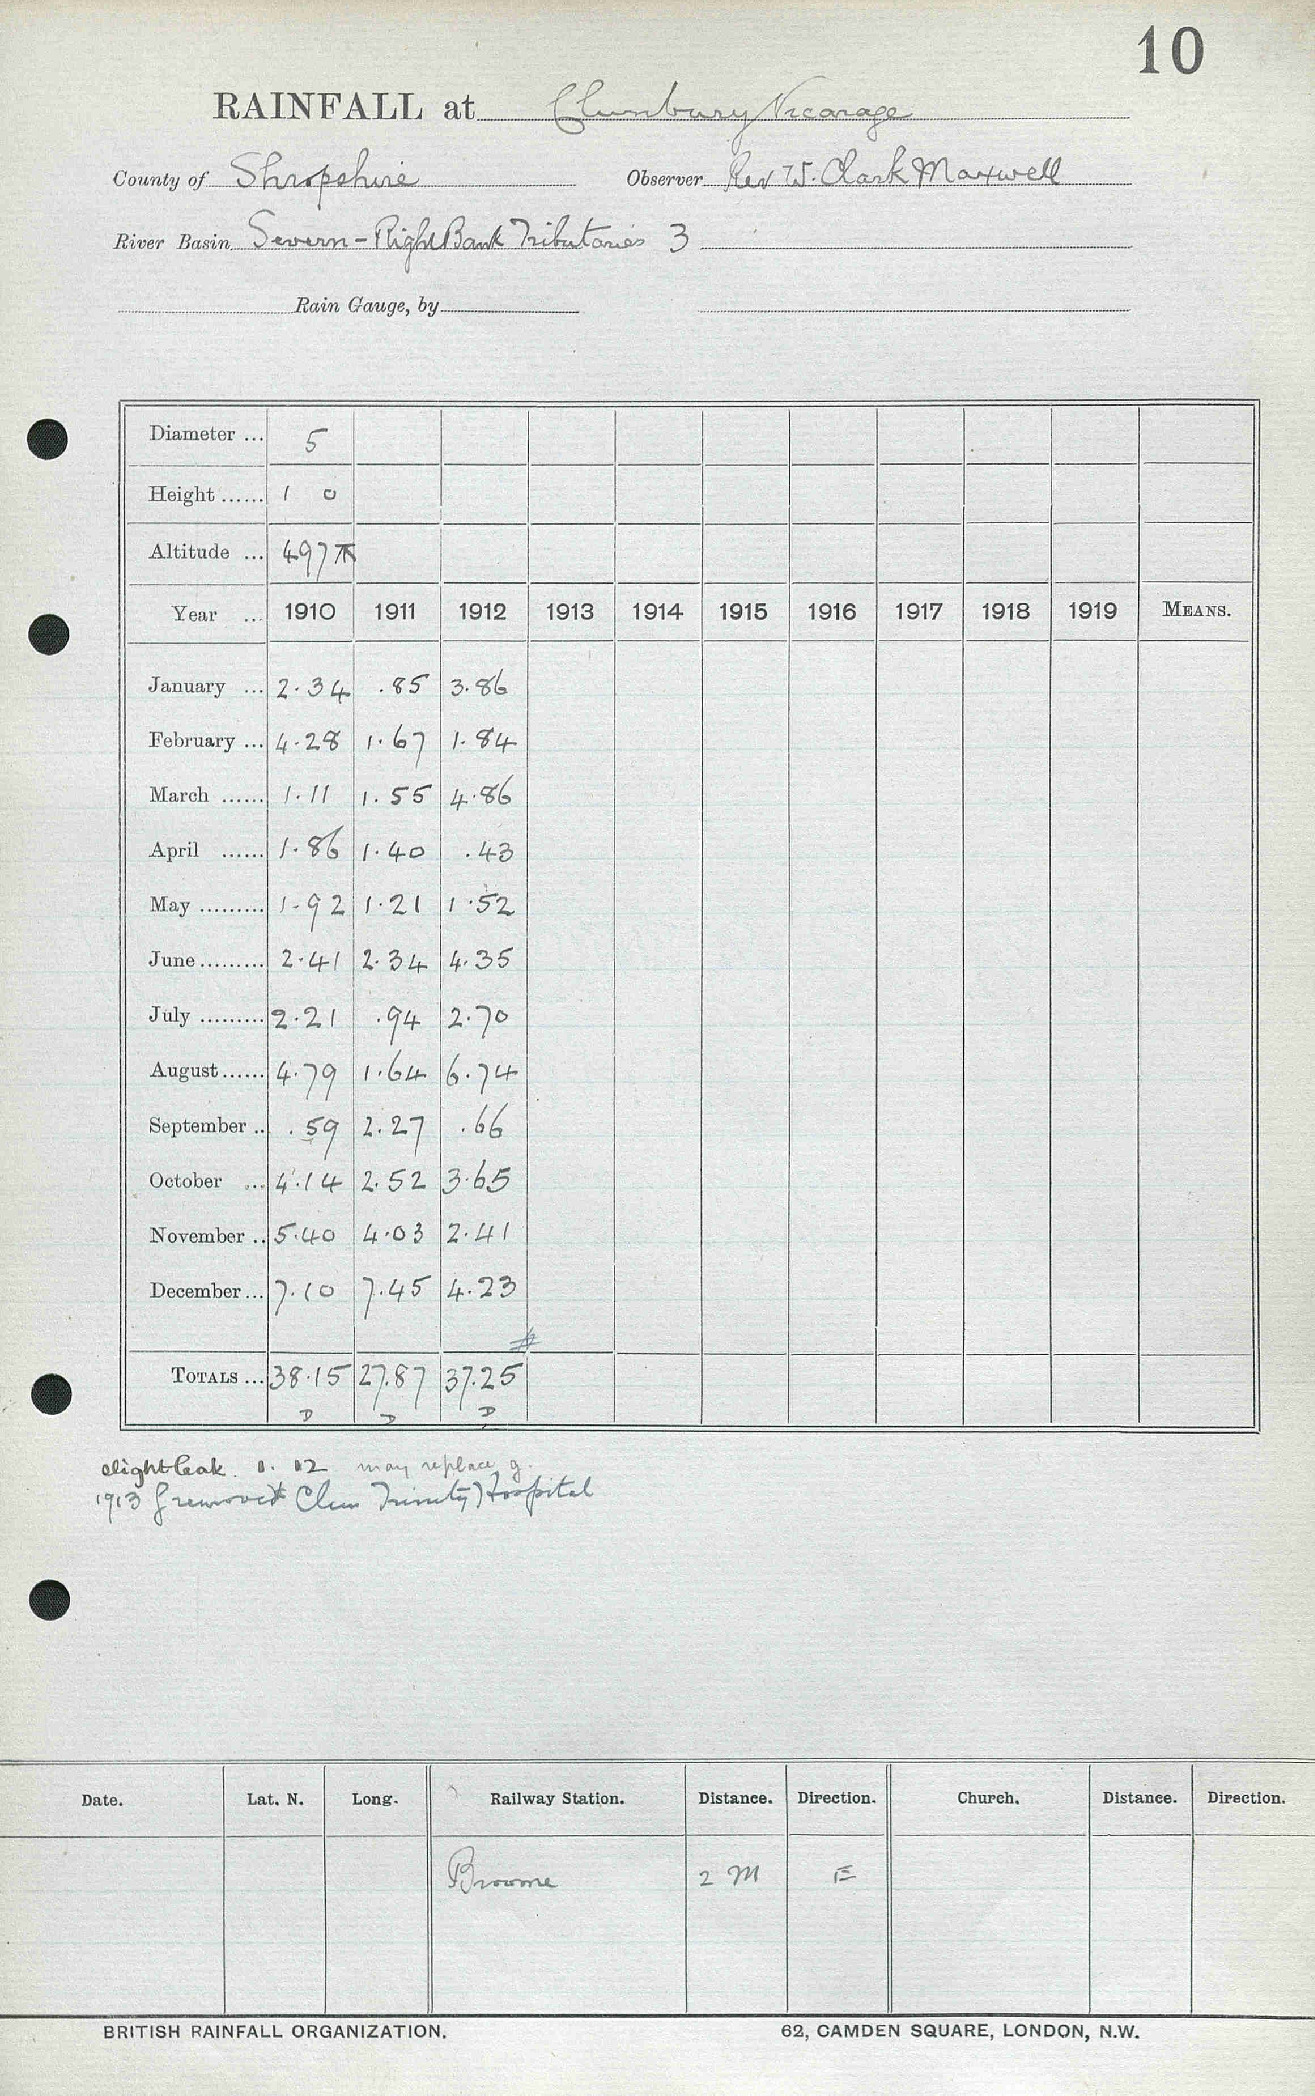 10
RAINFALL at Clunbury Vicarage
County of Shropshire Observer Rev W. Clark Maxwell
River Basin Severn - Right Bank Tributaries 3
Rain Gauge, by
Diameter ... 5
Height ...... 1 0
Altitude ... 497
Year ... 1910 1911 1912 1913 1914 1915 1916 1917 1918 1919 MEANS.
January ... 2.34 .85 3.86
February ... 4.28 1.67 1.84
March ...... 1.11 1.55 4.86
April ...... 1.86 1.40 .43
May ......... 1.92 1.21 1.52
June ......... 2.41 2.34 4.35
July ......... 2.21 .94 2.70
August ...... 4.79 1.64 6.74
September .. .59 2.27 .66
October ... 4.14 2.52 3.65
November .. 5.40 4.03 2.41
December ... 7.10 7.45 4.23
#
TOTALS ... 38.15 27.87 37.25
D D D
slight leak. 12 may replace g.
1913 g removed Clun Trinity Hospital
Date. Lat. N. Long. Railway Station. Distance. Direction. Church. Distance. Direction.
Broome 2 M E
BRITISH RAINFALL ORGANIZATION. 62, CAMDEN SQUARE, LONDON, N.W.